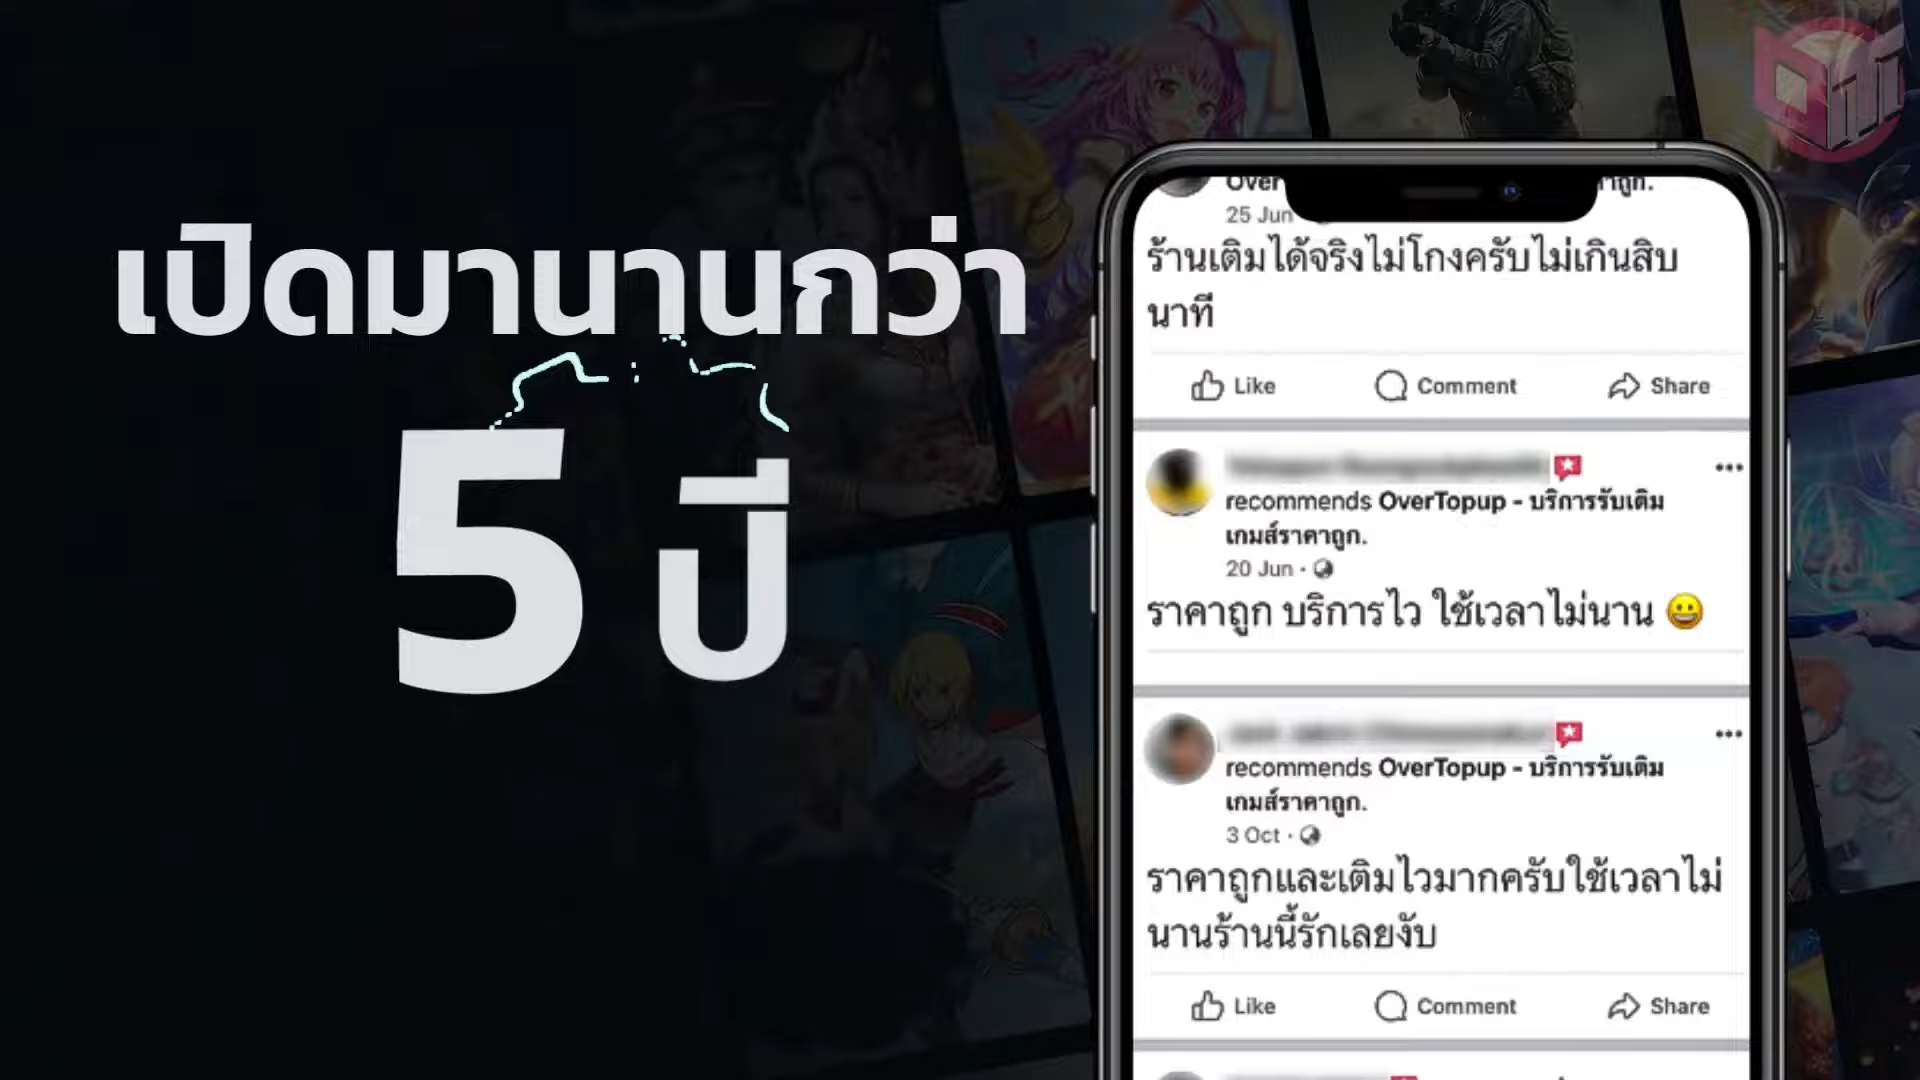 เปิดมานานกว่า
5 ปี
25 Jun
ร้านเติมได้จริงไม่โกงครับไม่เกินสิบ
นาที
Like Comment Share
recommends OverTopup - บริการรับเติม
เกมส์ราคาถูก.
20 Jun ·
ราคาถูก บริการไว ใช้เวลาไม่นาน 😀
recommends OverTopup - บริการรับเติม
เกมส์ราคาถูก.
3 Oct ·
ราคาถูกและเติมไวมากครับใช้เวลาไม่
นานร้านนี้รักเลยงับ
Like Comment Share